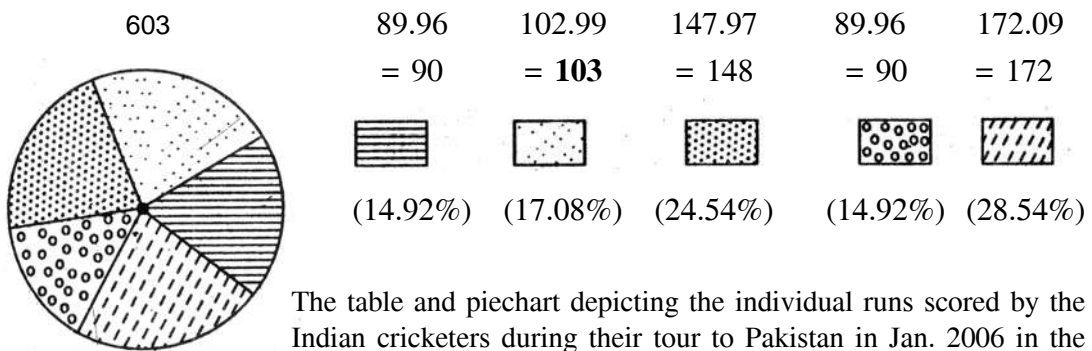 603 89.96 102.99 147.97 89.96 172.09
= 90 = 103 = 148 = 90 = 172
(14.92%) (17.08%) (24.54%) (14.92%) (28.54%)
The table and piechart depicting the individual runs scored by the
Indian cricketers during their tour to Pakistan in Jan. 2006 in the